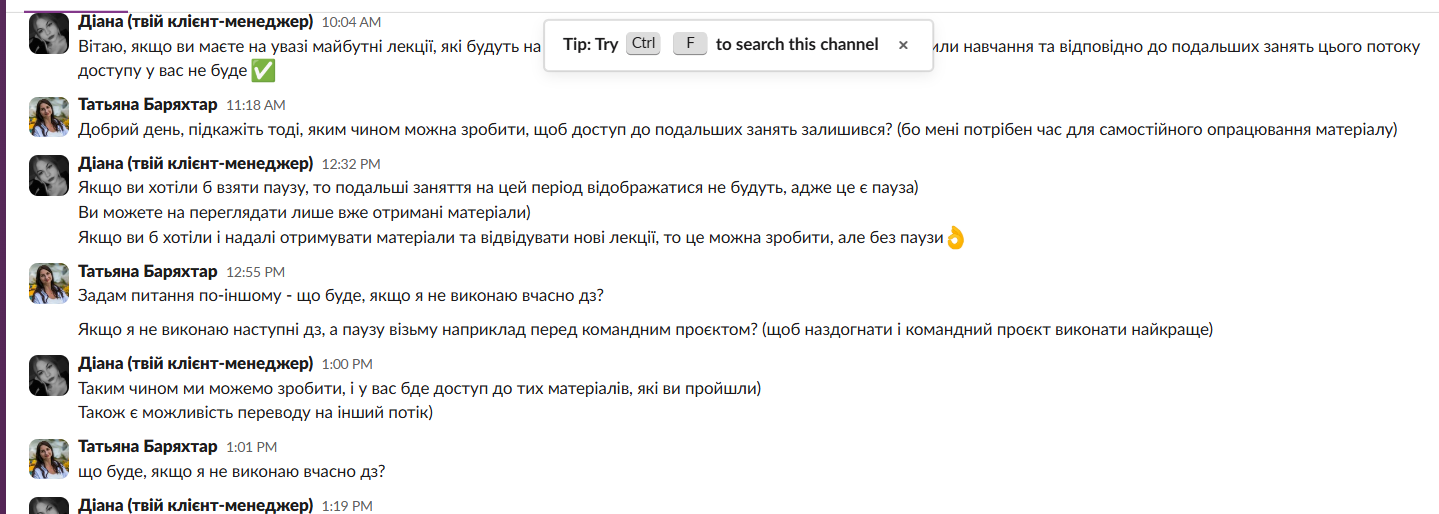 Діана (твій клієнт-менеджер) 10:04 AM
Вітаю, якщо ви маєте на увазі майбутні лекції, які будуть на
или навчання та відповідно до подальших занять цього потоку
Tip: Try Ctrl F to search this channel ×
доступу у вас не буде ✅
Татьяна Баряхтар 11:18 AM
Добрий день, підкажіть тоді, яким чином можна зробити, щоб доступ до подальших занять залишився? (бо мені потрібен час для самостійного опрацювання матеріалу)
Діана (твій клієнт-менеджер) 12:32 PM
Якщо ви хотіли б взяти паузу, то подальші заняття на цей період відображатися не будуть, адже це є пауза)
Ви можете на переглядати лише вже отримані матеріали)
Якщо ви б хотіли і надалі отримувати матеріали та відвідувати нові лекції, то це можна зробити, але без паузи👌
Татьяна Баряхтар 12:55 PM
Задам питання по-іншому - що буде, якщо я не виконаю вчасно дз?
Якщо я не виконаю наступні дз, а паузу візьму наприклад перед командним проєктом? (щоб наздогнати і командний проєкт виконати найкраще)
Діана (твій клієнт-менеджер) 1:00 PM
Таким чином ми можемо зробити, і у вас бде доступ до тих матеріалів, які ви пройшли)
Також є можливість переводу на інший потік)
Татьяна Баряхтар 1:01 PM
що буде, якщо я не виконаю вчасно дз?
Діана (твій клієнт-менеджер) 1:19 PM